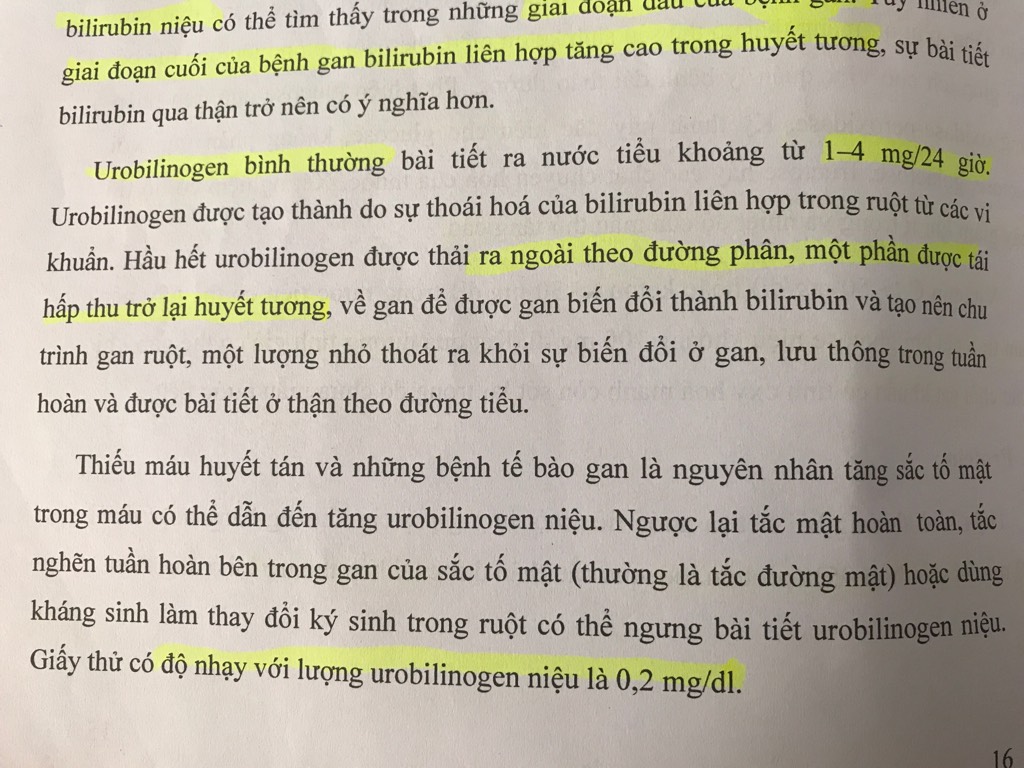 bilirubin niệu có thể tìm thấy trong những giai đoạn đầu của bệnh gan. Tuy nhiên ở
giai đoạn cuối của bệnh gan bilirubin liên hợp tăng cao trong huyết tương, sự bài tiết
bilirubin qua thận trở nên có ý nghĩa hơn.
Urobilinogen bình thường bài tiết ra nước tiểu khoảng từ 1–4 mg/24 giờ.
Urobilinogen được tạo thành do sự thoái hoá của bilirubin liên hợp trong ruột từ các vi
khuẩn. Hầu hết urobilinogen được thải ra ngoài theo đường phân, một phần được tái
hấp thu trở lại huyết tương, về gan để được gan biến đổi thành bilirubin và tạo nên chu
trình gan ruột, một lượng nhỏ thoát ra khỏi sự biến đổi ở gan, lưu thông trong tuần
hoàn và được bài tiết ở thận theo đường tiểu.
Thiếu máu huyết tán và những bệnh tế bào gan là nguyên nhân tăng sắc tố mật
trong máu có thể dẫn đến tăng urobilinogen niệu. Ngược lại tắc mật hoàn toàn, tắc
nghẽn tuần hoàn bên trong gan của sắc tố mật (thường là tắc đường mật) hoặc dùng
kháng sinh làm thay đổi ký sinh trong ruột có thể ngưng bài tiết urobilinogen niệu.
Giấy thử có độ nhạy với lượng urobilinogen niệu là 0,2 mg/dl.
16